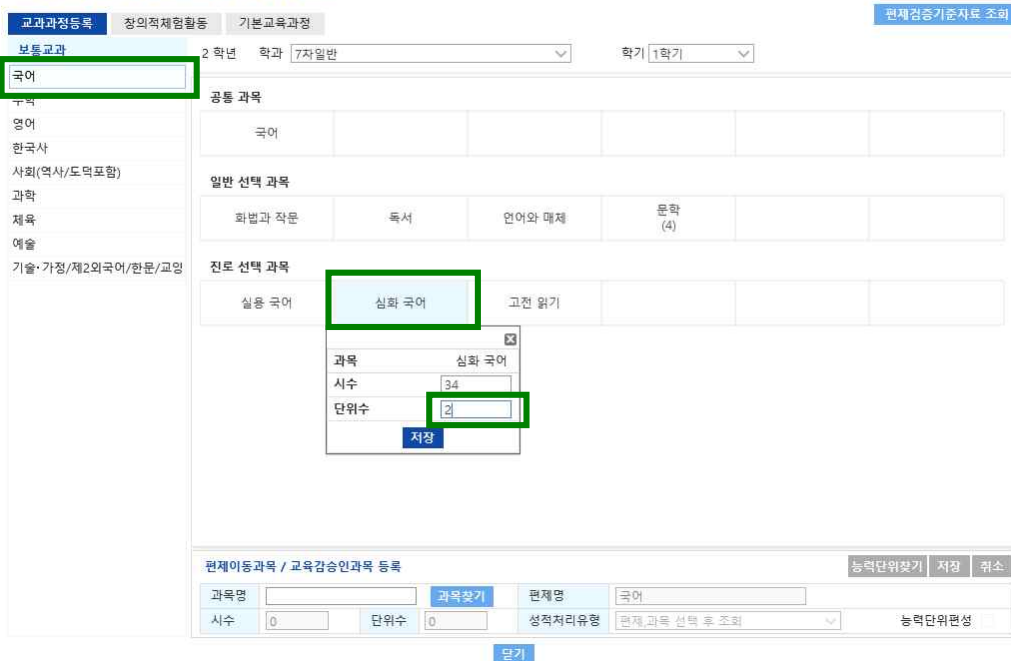 교과과정등록 창의적체험활동 기본교육과정 편제검증기준자료 조회
보통교과 2 학년 학과 7차일반 학기 1학기
국어
수학
영어
한국사
사회(역사/도덕포함)
과학
체육
예술
기술·가정/제2외국어/한문/교양
공통 과목
국어
일반 선택 과목
화법과 작문 독서 언어와 매체 문학
(4)
진로 선택 과목
실용 국어 심화 국어 고전 읽기
과목 심화 국어
시수 34
단위수 2
저장
편제이동과목 / 교육감승인과목 등록 능력단위찾기 저장 취소
과목명 과목찾기 편제명 국어
시수 0 단위수 0 성적처리유형 편제,과목 선택 후 조회 능력단위편성
닫기